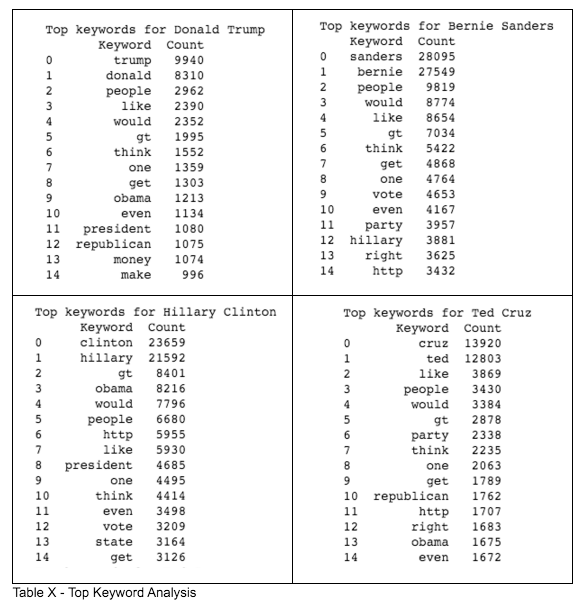 Top keywords for Donald Trump
Keyword Count
0 trump 9940
1 donald 8310
2 people 2962
3 like 2390
4 would 2352
5 gt 1995
6 think 1552
7 one 1359
8 get 1303
9 obama 1213
10 even 1134
11 president 1080
12 republican 1075
13 money 1074
14 make 996
Top keywords for Bernie Sanders
Keyword Count
0 sanders 28095
1 bernie 27549
2 people 9819
3 would 8774
4 like 8654
5 gt 7034
6 think 5422
7 get 4868
8 one 4764
9 vote 4653
10 even 4167
11 party 3957
12 hillary 3881
13 right 3625
14 http 3432
Top keywords for Hillary Clinton
Keyword Count
0 clinton 23659
1 hillary 21592
2 gt 8401
3 obama 8216
4 would 7796
5 people 6680
6 http 5955
7 like 5930
8 president 4685
9 one 4495
10 think 4414
11 even 3498
12 vote 3209
13 state 3164
14 get 3126
Top keywords for Ted Cruz
Keyword Count
0 cruz 13920
1 ted 12803
2 like 3869
3 people 3430
4 would 3384
5 gt 2878
6 party 2338
7 think 2235
8 one 2063
9 get 1789
10 republican 1762
11 http 1707
12 right 1683
13 obama 1675
14 even 1672
Table X - Top Keyword Analysis